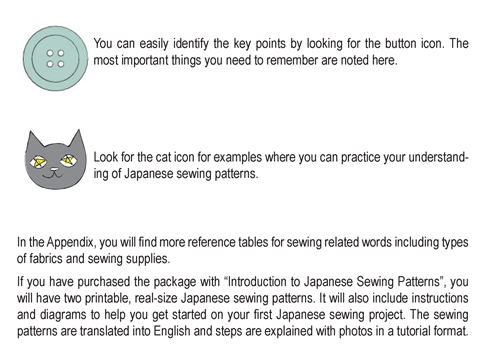 You can easily identify the key points by looking for the button icon. The
most important things you need to remember are noted here.
Look for the cat icon for examples where you can practice your understand-
ing of Japanese sewing patterns.
In the Appendix, you will find more reference tables for sewing related words including types
of fabrics and sewing supplies.
If you have purchased the package with “Introduction to Japanese Sewing Patterns”, you
will have two printable, real-size Japanese sewing patterns. It will also include instructions
and diagrams to help you get started on your first Japanese sewing project. The sewing
patterns are translated into English and steps are explained with photos in a tutorial format.